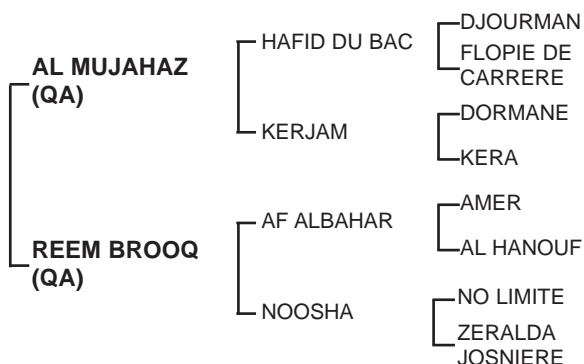 DJOURMAN
HAFID DU BAC
FLOPIE DE
CARRERE
AL MUJAHAZ
(QA)
DORMANE
KERJAM
KERA
AMER
AF ALBAHAR
AL HANOUF
REEM BROOQ
(QA)
NO LIMITE
NOOSHA
ZERALDA
JOSNIERE